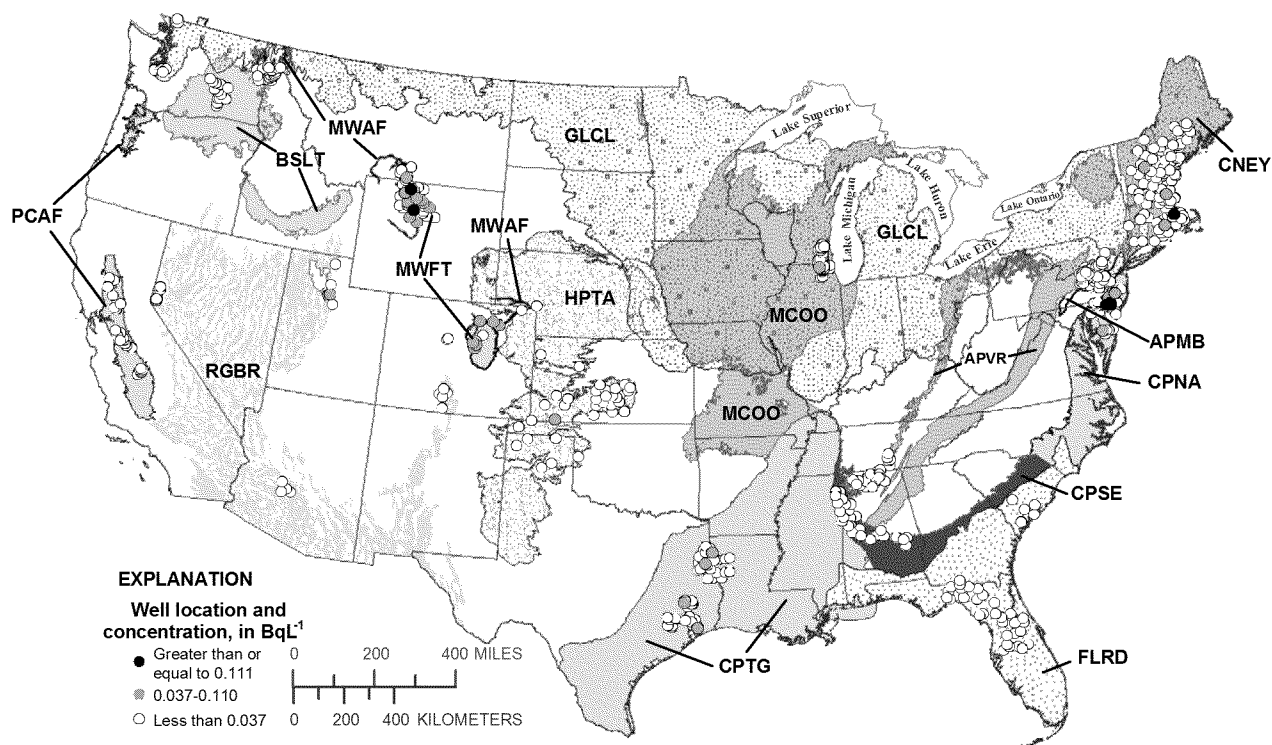 Lake Superior
MWAF
GLCL
BSLT
CNEY
Lake Huron
Lake Michigan
Lake Ontario
PCAF
MWAF
GLCL
Lake Erie
MWFT
HPTA
MCOO
APMB
RGBR
APVR
CPNA
MCOO
CPSE
EXPLANATION
Well location and
concentration, in BqL-1
Greater than or
equal to 0.111
0.037-0.110
Less than 0.037
0 200 400 MILES
0 200 400 KILOMETERS
CPTG
FLRD